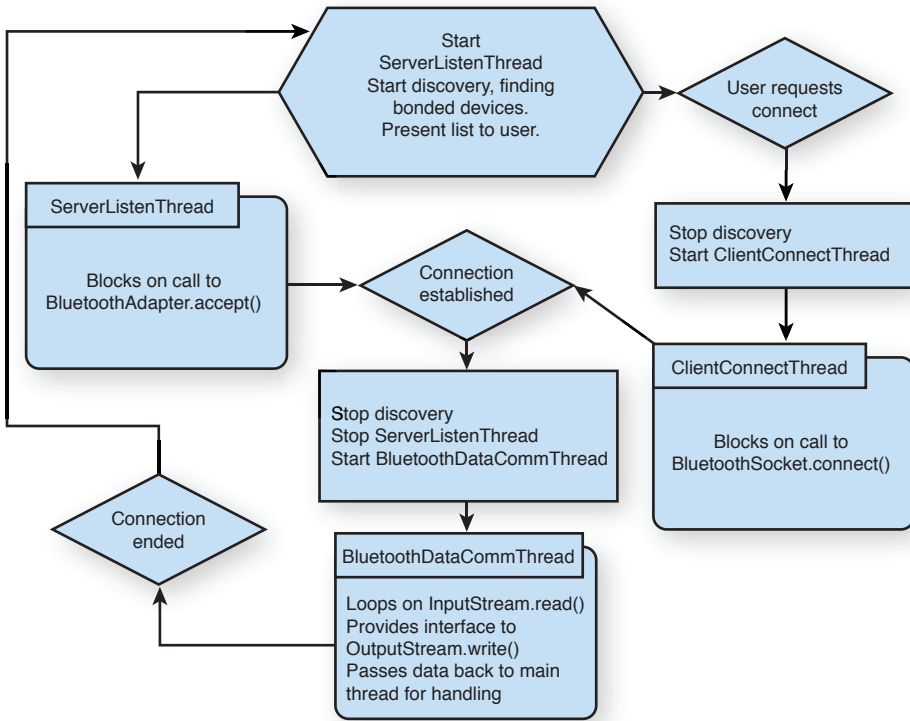 Start
ServerListenThread
Start discovery, finding
bonded devices.
Present list to user.
User requests
connect
ServerListenThread
Blocks on call to
BluetoothAdapter.accept()
Connection
established
Stop discovery
Start ClientConnectThread
ClientConnectThread
Blocks on call to
BluetoothSocket.connect()
Stop discovery
Stop ServerListenThread
Start BluetoothDataCommThread
Connection
ended
BluetoothDataCommThread
Loops on InputStream.read()
Provides interface to
OutputStream.write()
Passes data back to main
thread for handling